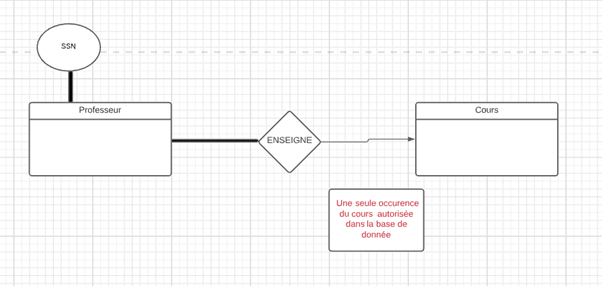 SSN
Professeur
Cours
ENSEIGNE
Une seule occurence
du cours autorisée
dans la base de
donnée